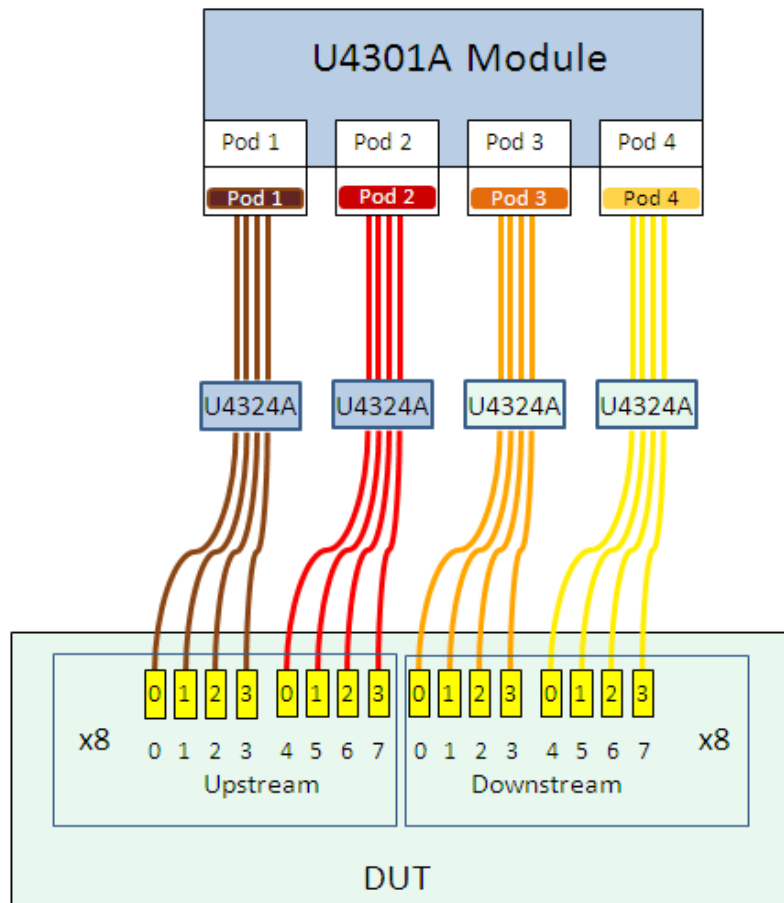 U4301A Module
Pod 1 Pod 2 Pod 3 Pod 4
Pod 1 Pod 2 Pod 3 Pod 4
U4324A U4324A U4324A U4324A
0 1 2 3 0 1 2 3 0 1 2 3 0 1 2 3
x8 0 1 2 3 4 5 6 7 0 1 2 3 4 5 6 7 x8
Upstream Downstream
DUT